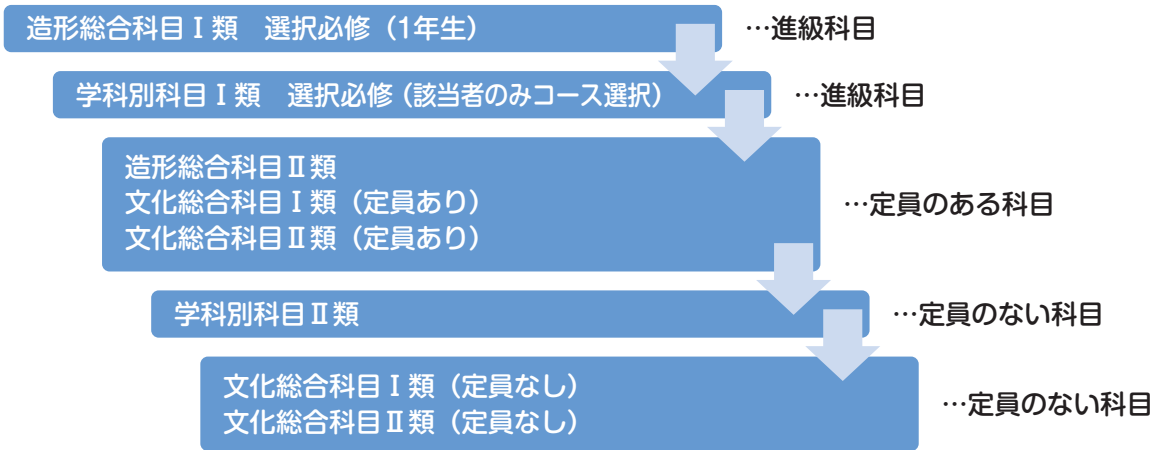 造形総合科目Ⅰ類　選択必修（1年生） …進級科目
学科別科目Ⅰ類　選択必修（該当者のみコース選択） …進級科目
造形総合科目Ⅱ類
文化総合科目Ⅰ類（定員あり） …定員のある科目
文化総合科目Ⅱ類（定員あり）
学科別科目Ⅱ類 …定員のない科目
文化総合科目Ⅰ類（定員なし）
文化総合科目Ⅱ類（定員なし）
…定員のない科目